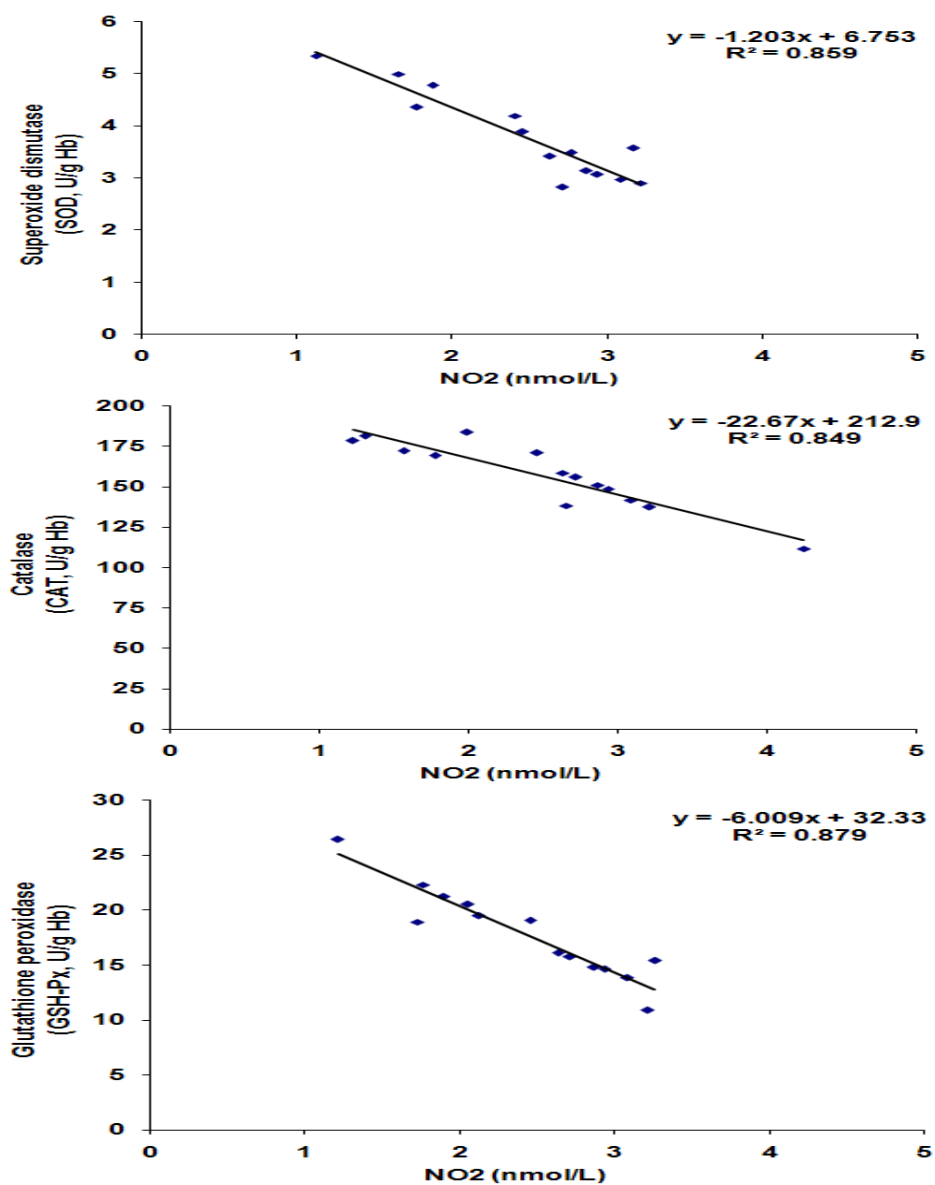 y = -1.203x + 6.753
R² = 0.859
Superoxide dismutase
(SOD, U/g Hb)
6
5
4
3
2
1
0
0 1 2 3 4 5
NO2 (nmol/L)
y = -22.67x + 212.9
R² = 0.849
Catalase
(CAT, U/g Hb)
200
175
150
125
100
75
50
25
0
0 1 2 3 4 5
NO2 (nmol/L)
y = -6.009x + 32.33
R² = 0.879
Glutathione peroxidase
(GSH-Px, U/g Hb)
30
25
20
15
10
5
0
0 1 2 3 4 5
NO2 (nmol/L)